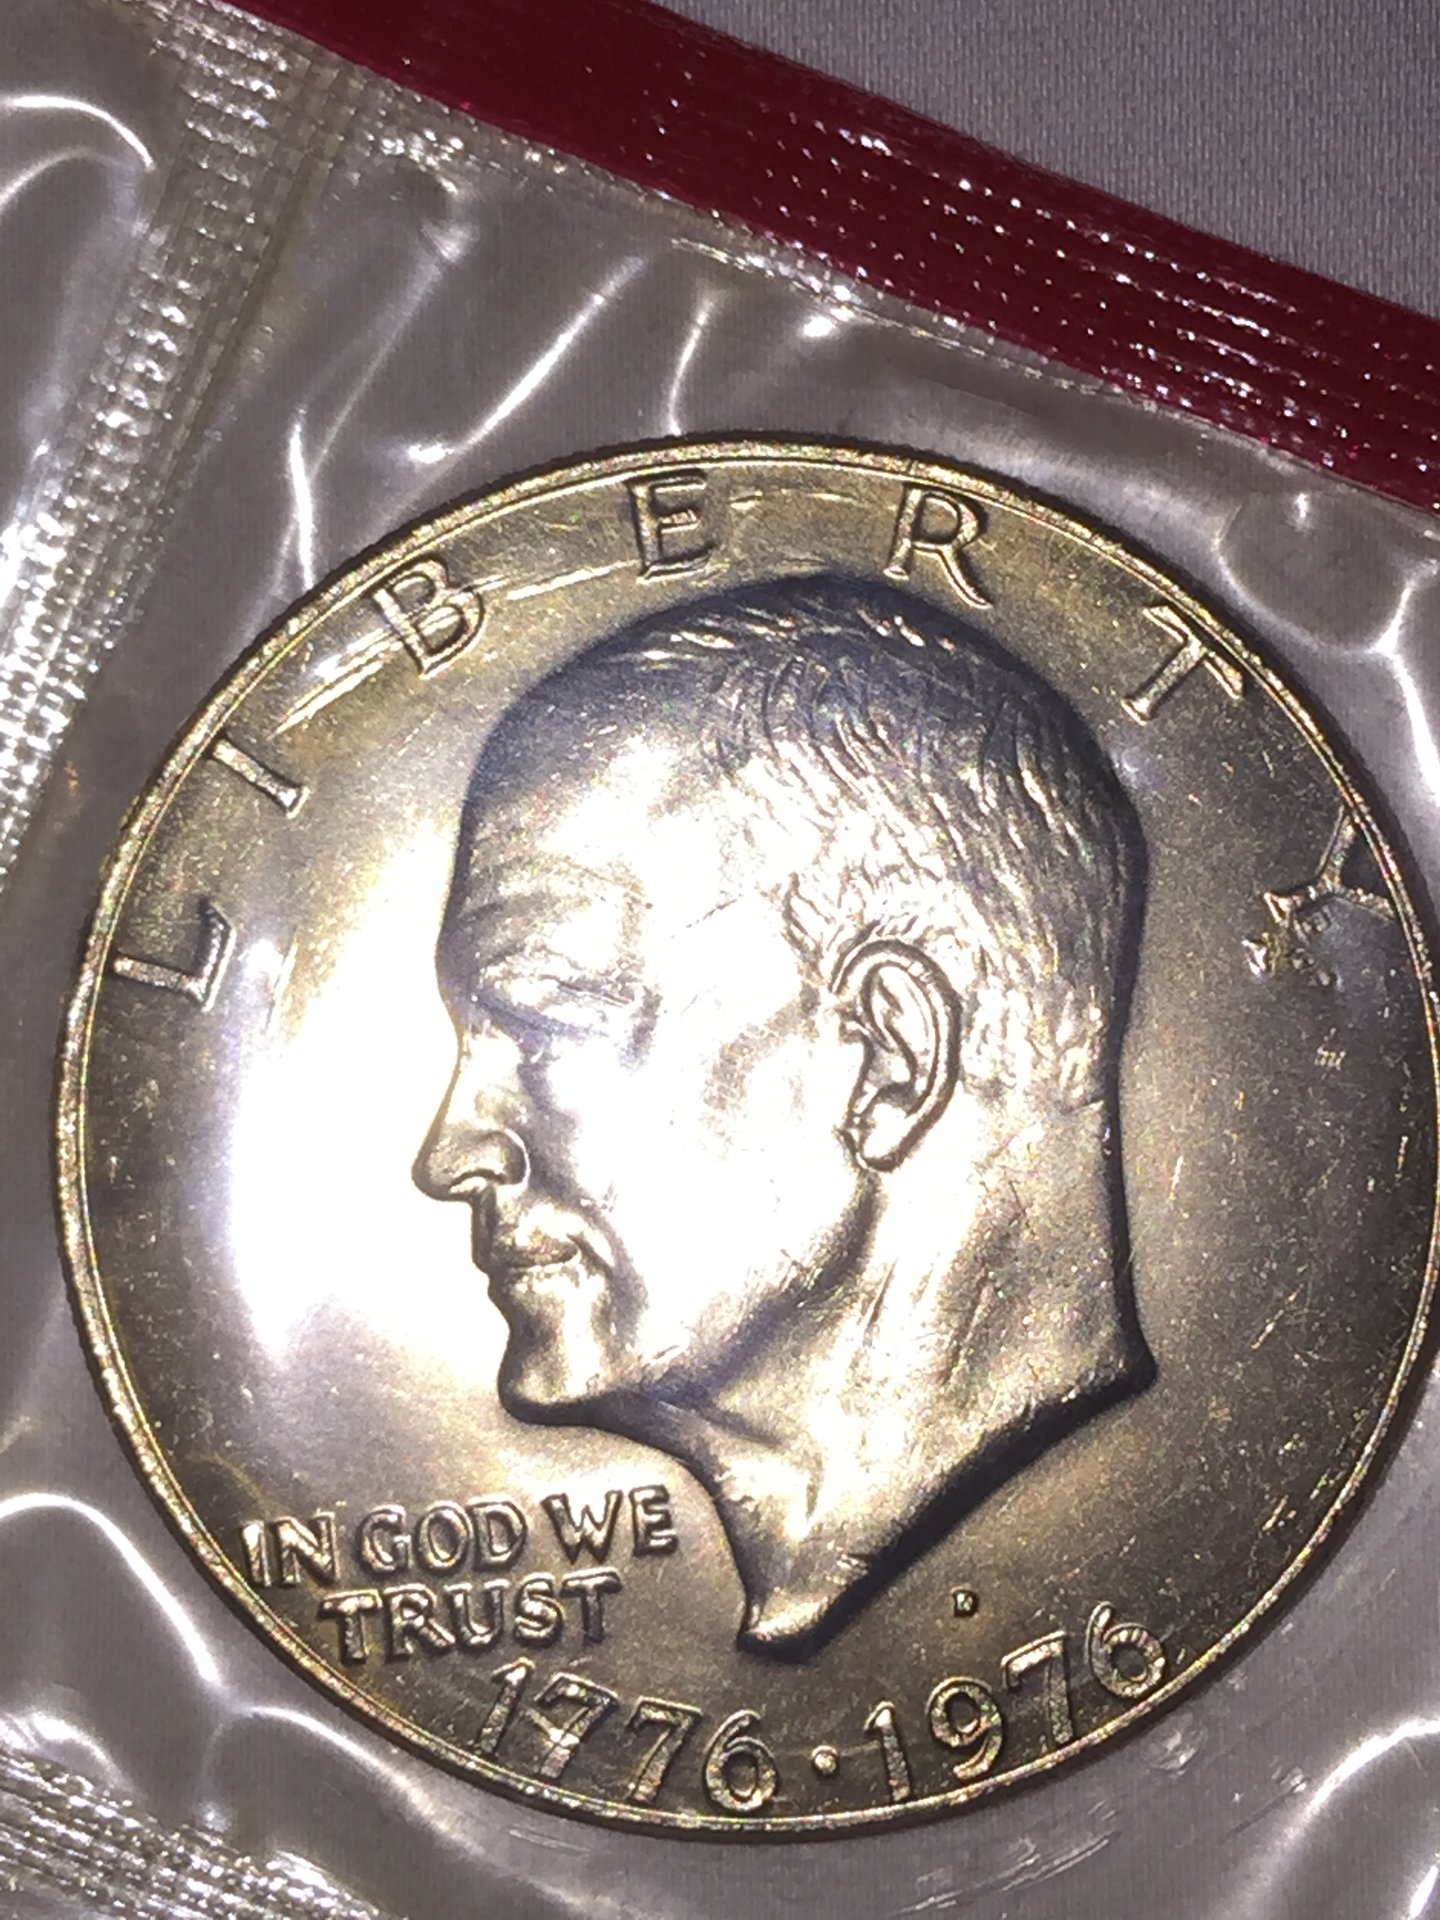 LIBERTY
IN GOD WE
TRUST
D
1776·1976